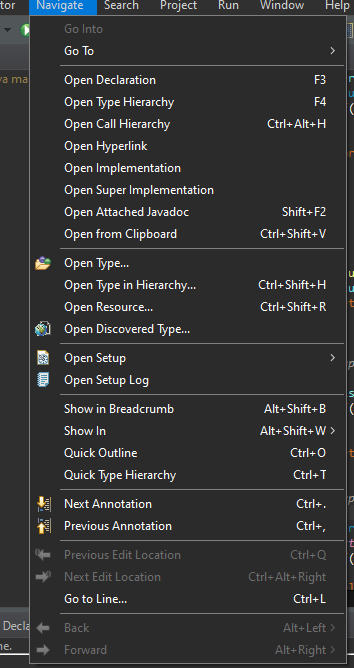 tor Navigate Search Project Run Window Help
Go Into
Go To
Open Declaration F3
Open Type Hierarchy F4
Open Call Hierarchy Ctrl+Alt+H
Open Hyperlink
Open Implementation
Open Super Implementation
Open Attached Javadoc Shift+F2
Open from Clipboard Ctrl+Shift+V
Open Type...
Open Type in Hierarchy... Ctrl+Shift+H
Open Resource... Ctrl+Shift+R
Open Discovered Type...
Open Setup
Open Setup Log
Show in Breadcrumb Alt+Shift+B
Show In Alt+Shift+W
Quick Outline Ctrl+O
Quick Type Hierarchy Ctrl+T
Next Annotation Ctrl+.
Previous Annotation Ctrl+,
Previous Edit Location Ctrl+Q
Next Edit Location Ctrl+Alt+Right
Go to Line... Ctrl+L
Back Alt+Left
Forward Alt+Right